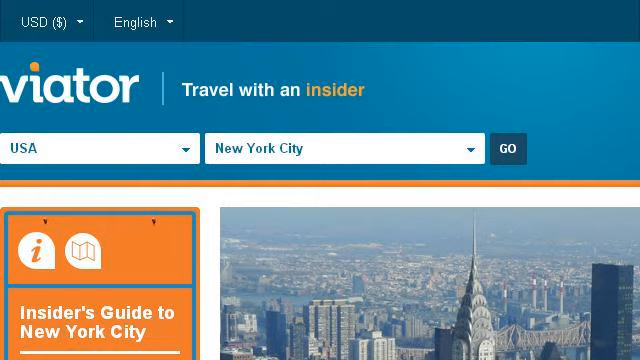 USD ($) English
viator Travel with an insider
USA New York City GO
i
Insider's Guide to
New York City